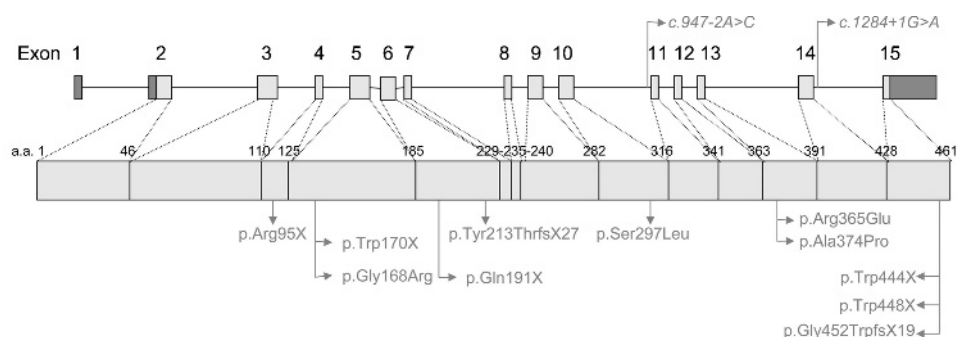 c.947-2A>C c.1284+1G>A
Exon 1 2 3 4 5 6 7 8 9 10 11 12 13 14 15
a.a. 1 46 110 125 185 229-235-240 282 316 341 363 391 428 461
p.Arg95X p.Tyr213ThrfsX27 p.Ser297Leu p.Arg365Glu
p.Trp170X p.Ala374Pro
p.Gly168Arg p.Gln191X p.Trp444X
p.Trp448X
p.Gly452TrpfsX19